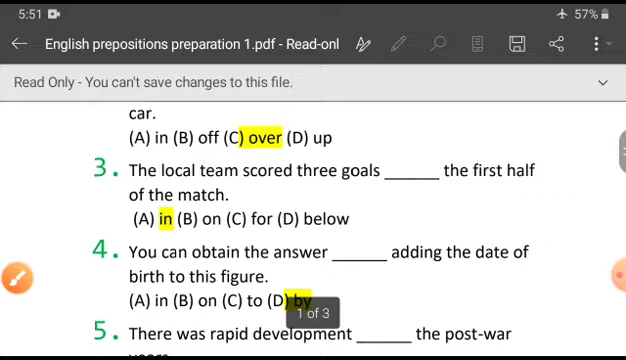 5:51 57%
English prepositions preparation 1.pdf - Read-onl
Read Only - You can't save changes to this file.
car.
(A) in (B) off (C) over (D) up
3. The local team scored three goals ______ the first half
of the match.
(A) in (B) on (C) for (D) below
4. You can obtain the answer ______ adding the date of
birth to this figure.
(A) in (B) on (C) to (D) by
1 of 3
5. There was rapid development ______ the post-war